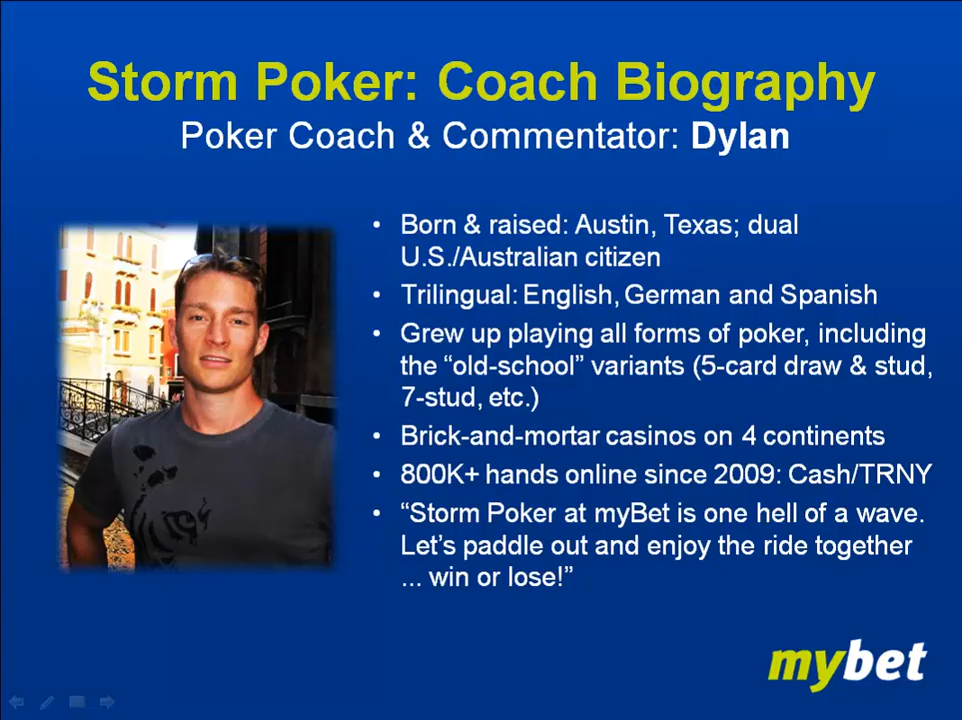 Storm Poker: Coach Biography
Poker Coach & Commentator: Dylan
• Born & raised: Austin, Texas; dual
U.S./Australian citizen
• Trilingual: English, German and Spanish
• Grew up playing all forms of poker, including
the “old-school” variants (5-card draw & stud,
7-stud, etc.)
• Brick-and-mortar casinos on 4 continents
• 800K+ hands online since 2009: Cash/TRNY
• “Storm Poker at myBet is one hell of a wave.
Let’s paddle out and enjoy the ride together
... win or lose!”
mybet